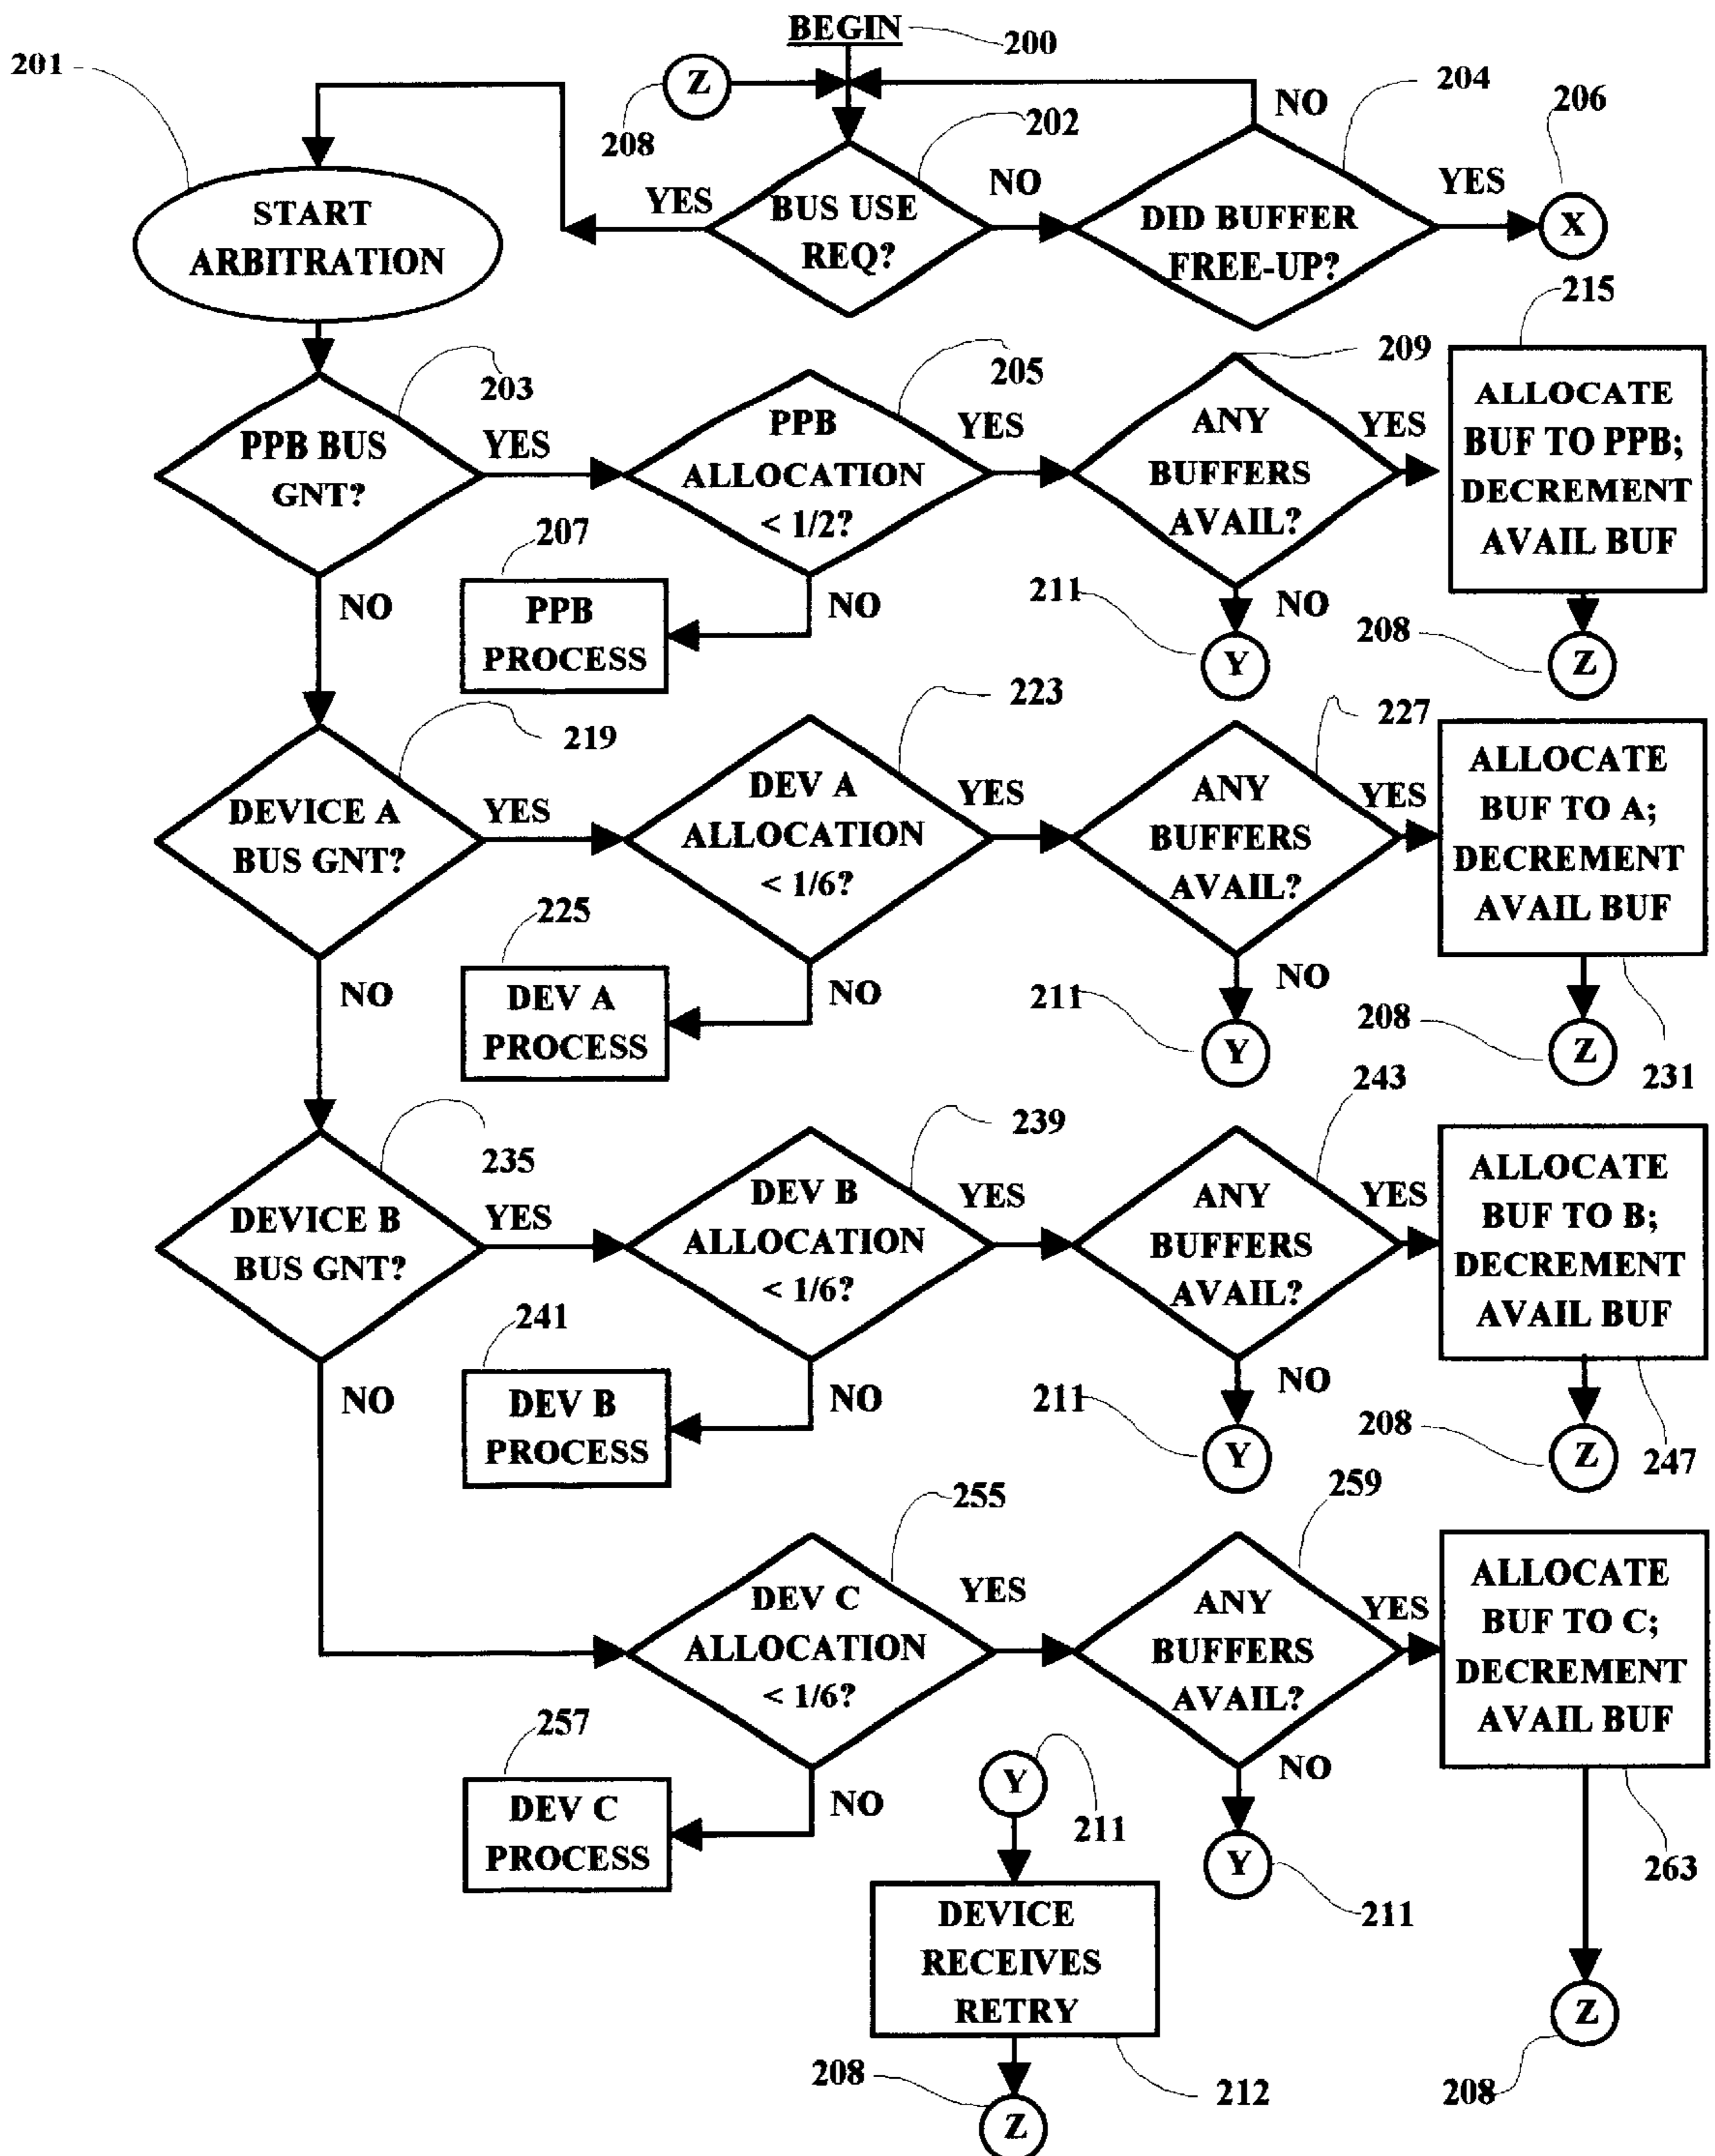 BEGIN
200
201
Z
208
202
NO
204
206
YES
BUS USE
REQ?
NO
DID BUFFER
FREE-UP?
YES
X
START
ARBITRATION
203
PPB BUS
GNT?
YES
NO
205
PPB
ALLOCATION
< 1/2?
YES
NO
207
PPB
PROCESS
209
ANY
BUFFERS
AVAIL?
YES
NO
211
Y
215
ALLOCATE
BUF TO PPB;
DECREMENT
AVAIL BUF
208
Z
219
DEVICE A
BUS GNT?
YES
NO
223
DEV A
ALLOCATION
< 1/6?
YES
NO
225
DEV A
PROCESS
227
ANY
BUFFERS
AVAIL?
YES
NO
211
Y
ALLOCATE
BUF TO A;
DECREMENT
AVAIL BUF
231
208
Z
235
DEVICE B
BUS GNT?
YES
NO
239
DEV B
ALLOCATION
< 1/6?
YES
NO
241
DEV B
PROCESS
243
ANY
BUFFERS
AVAIL?
YES
NO
211
Y
ALLOCATE
BUF TO B;
DECREMENT
AVAIL BUF
247
208
Z
255
DEV C
ALLOCATION
< 1/6?
YES
NO
257
DEV C
PROCESS
259
ANY
BUFFERS
AVAIL?
YES
NO
Y
211
ALLOCATE
BUF TO C;
DECREMENT
AVAIL BUF
263
Z
208
Y
211
DEVICE
RECEIVES
RETRY
212
208
Z